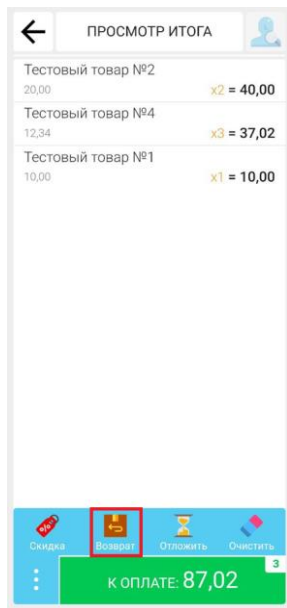 ПРОСМОТР ИТОГА
Тестовый товар №2
20,00 x2 = 40,00
Тестовый товар №4
12,34 x3 = 37,02
Тестовый товар №1
10,00 x1 = 10,00
% Скидка Возврат Отложить Очистить
3
К ОПЛАТЕ: 87,02